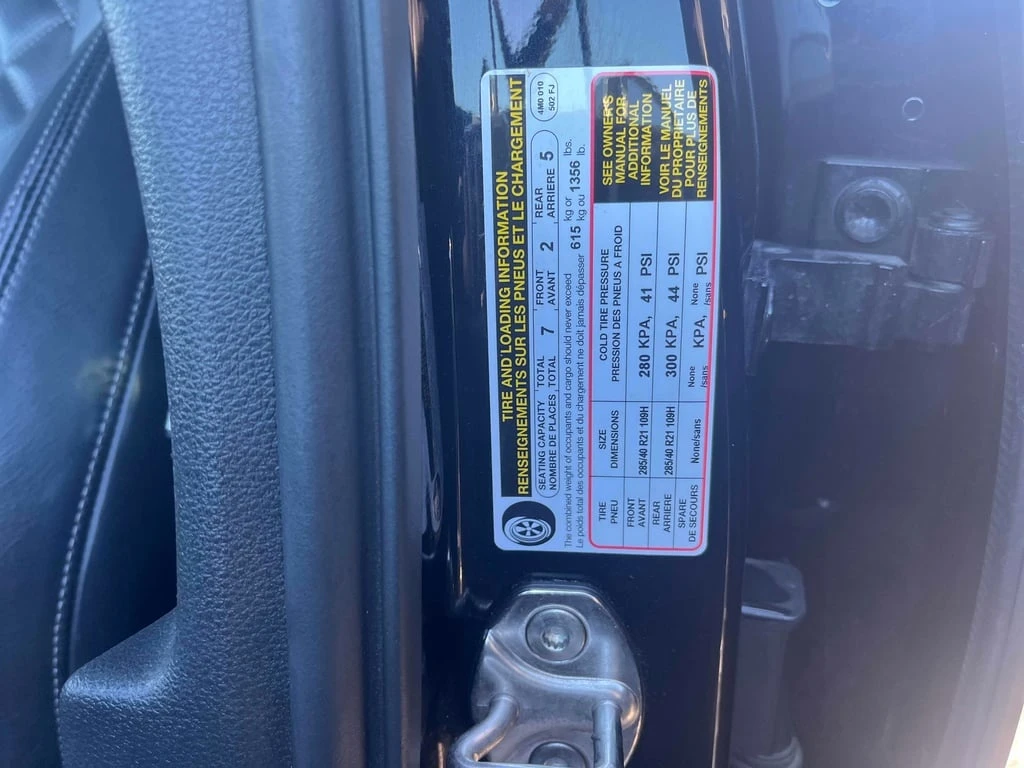 TIRE AND LOADING INFORMATION
RENSEIGNEMENTS SUR LES PNEUS ET LE CHARGEMENT
SEATING CAPACITY TOTAL 7 FRONT 2 REAR 5
NOMBRE DE PLACES TOTAL AVANT ARRIERE
4M0 010
502 FJ
The combined weight of occupants and cargo should never exceed 615 kg or 1356 lbs.
Le poids total des occupants et du chargement ne doit jamais dépasser kg ou lb.
TIRE SIZE COLD TIRE PRESSURE
PNEU DIMENSIONS PRESSION DES PNEUS À FROID
FRONT
AVANT 285/40 R21 109H 280 KPA, 41 PSI
REAR
ARRIERE 285/40 R21 109H 300 KPA, 44 PSI
SPARE None None
DE SECOURS None/sans /sans KPA, /sans PSI
SEE OWNER'S
MANUAL FOR
ADDITIONAL
INFORMATION
VOIR LE MANUEL
DU PROPRIETAIRE
POUR PLUS DE
RENSEIGNEMENTS